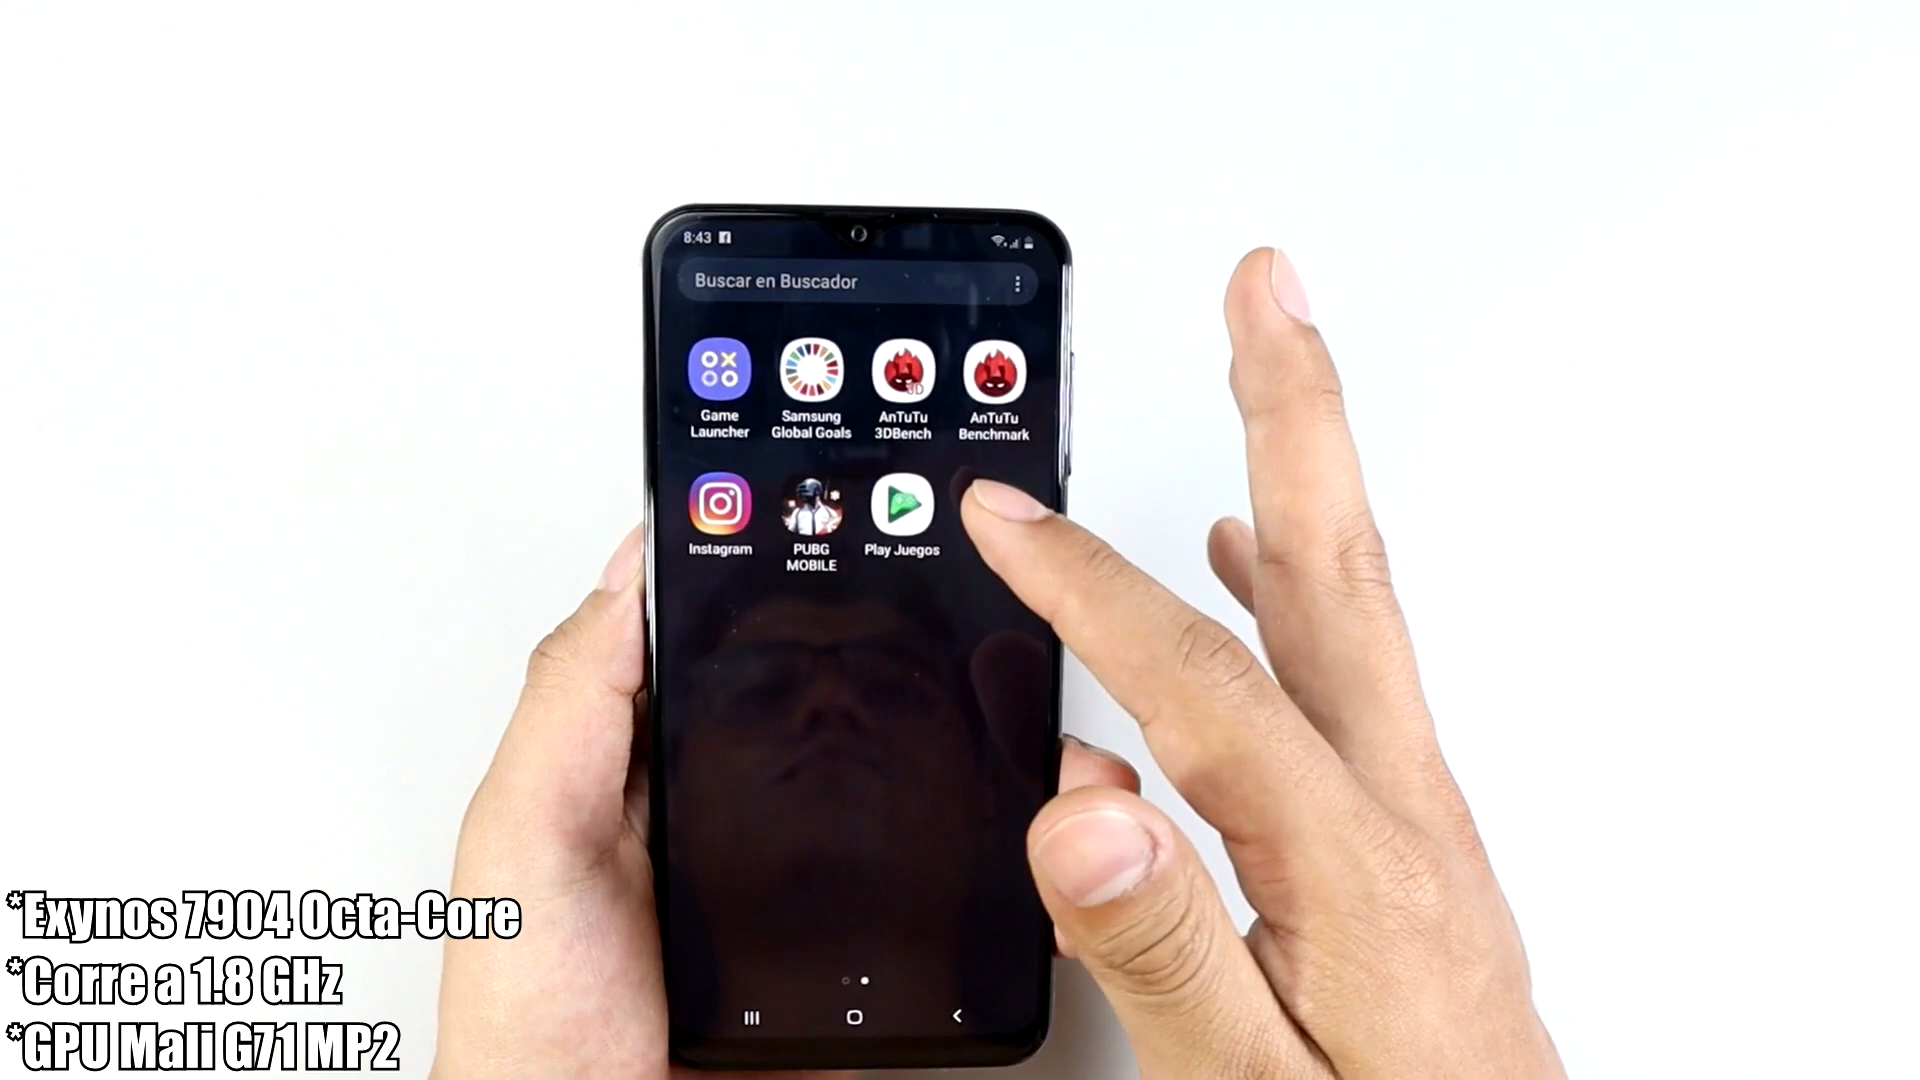 8:43
Buscar en Buscador
Game
Launcher
Samsung
Global Goals
AnTuTu
3DBench
AnTuTu
Benchmark
Instagram
PUBG
MOBILE
Play Juegos
*Exynos 7904 Octa-Core
*Corre a 1.8 GHz
*GPU Mali G71 MP2